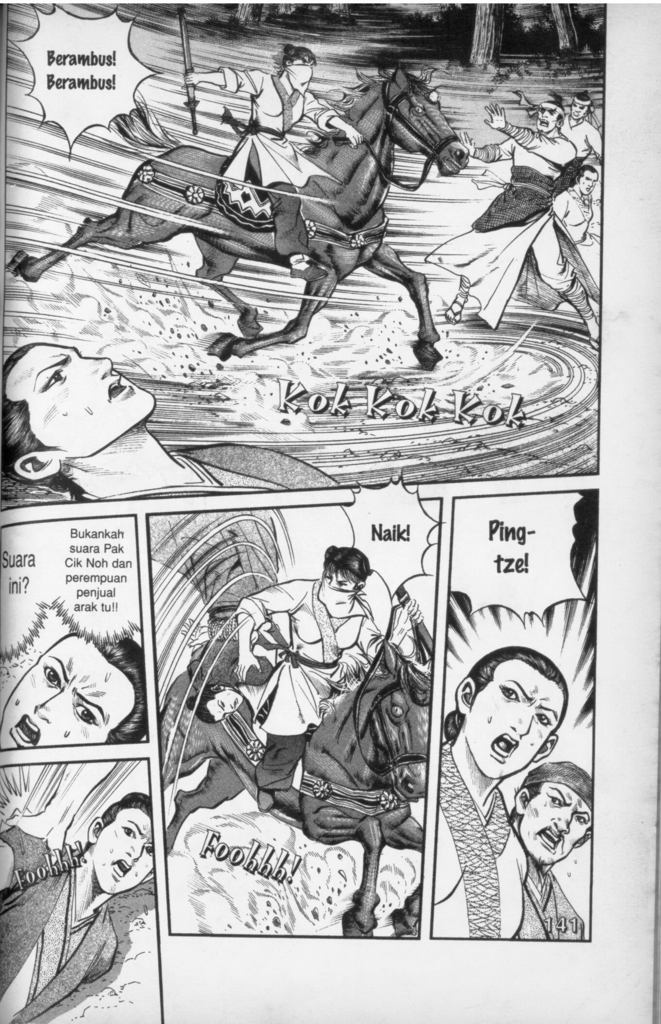 Berambus!
Berambus!
Kok Kok Kok
Suara
ini?
Bukankah
suara Pak
Cik Noh dan
perempuan
penjual
arak tu!!
Foohhh!
Naik!
Foohhh!
Ping-
tze!
141